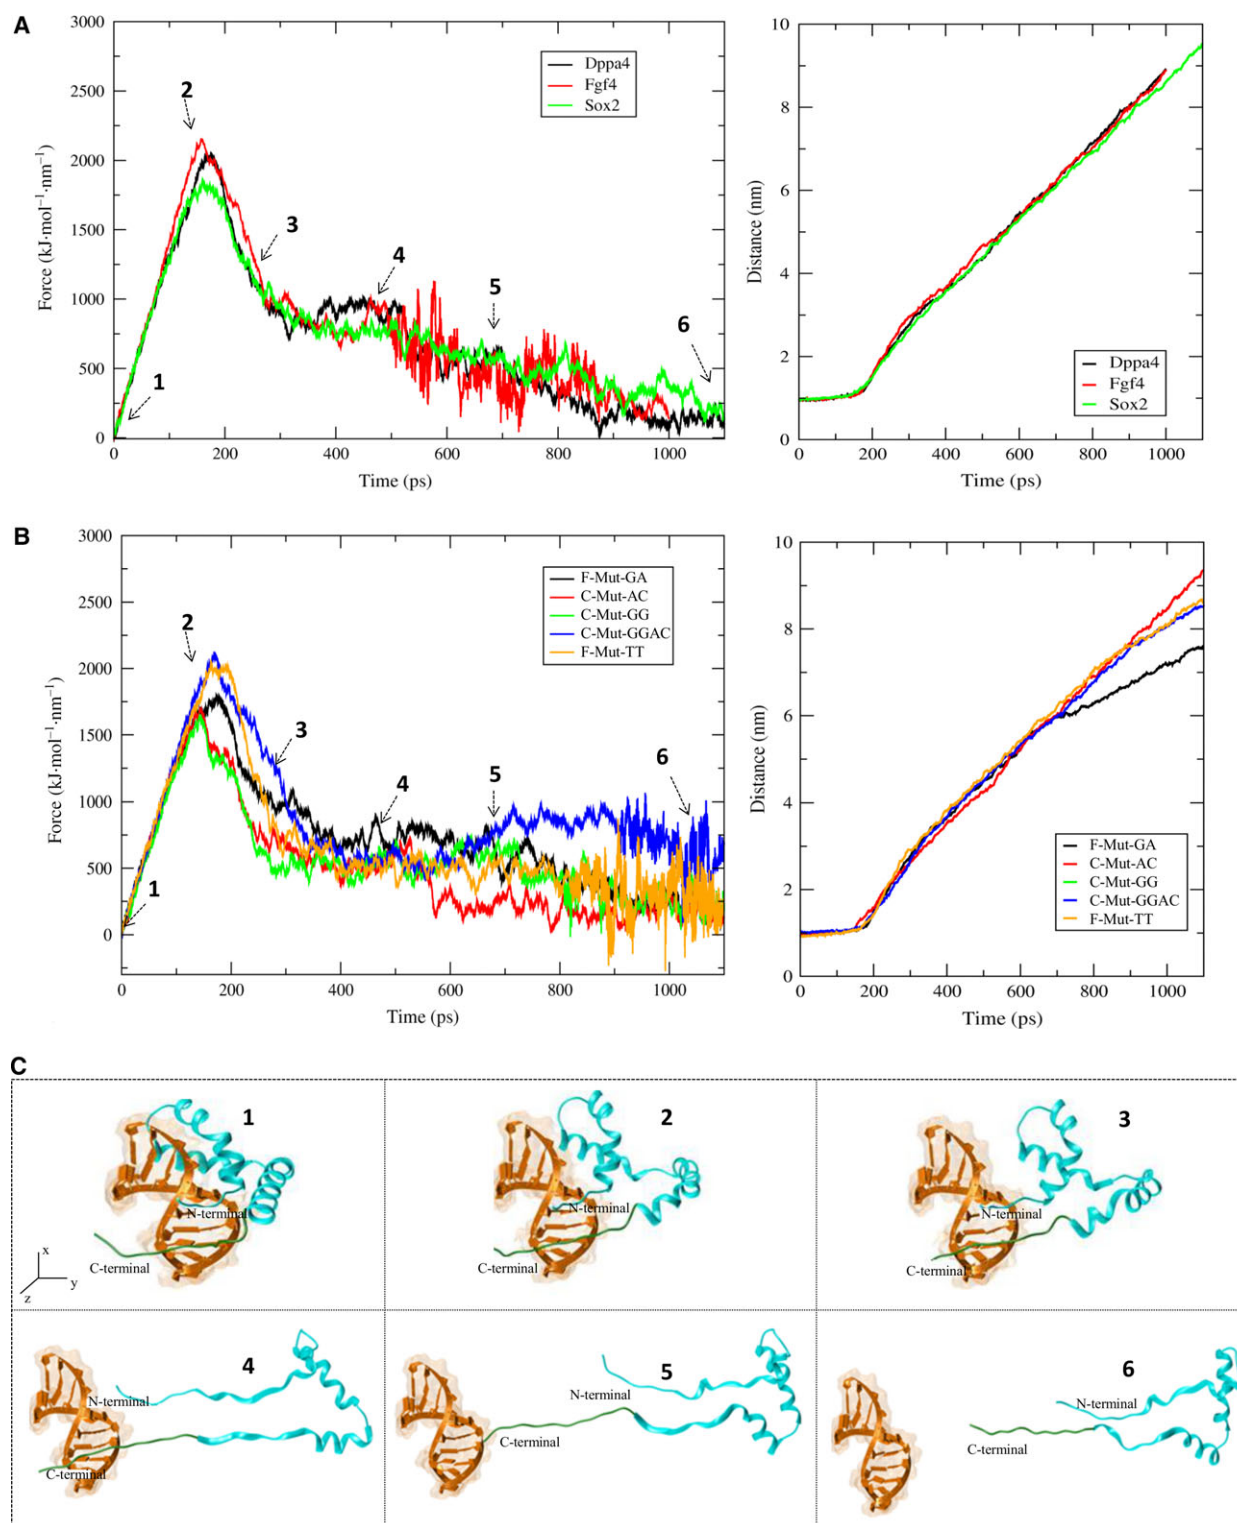 A
3000
2500
2000
1500
1000
500
0
Force (kJ·mol⁻¹·nm⁻¹)
0 200 400 600 800 1000
Time (ps)
Dppa4
Fgf4
Sox2
1
2
3
4
5
6
10
8
6
4
2
0
Distance (nm)
0 200 400 600 800 1000
Time (ps)
Dppa4
Fgf4
Sox2
B
3000
2500
2000
1500
1000
500
0
Force (kJ·mol⁻¹·nm⁻¹)
0 200 400 600 800 1000
Time (ps)
F-Mut-GA
C-Mut-AC
C-Mut-GG
C-Mut-GGAC
F-Mut-TT
1
2
3
4
5
6
10
8
6
4
2
0
Distance (nm)
0 200 400 600 800 1000
Time (ps)
F-Mut-GA
C-Mut-AC
C-Mut-GG
C-Mut-GGAC
F-Mut-TT
C
1
N-terminal
C-terminal
x
y
z
2
N-terminal
C-terminal
3
N-terminal
C-terminal
4
N-terminal
C-terminal
5
N-terminal
C-terminal
6
N-terminal
C-terminal